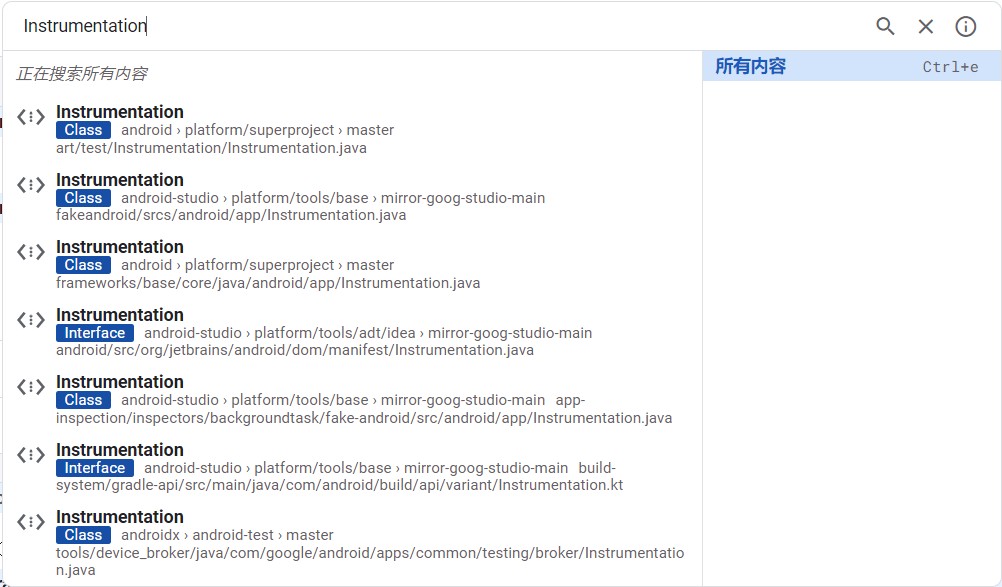 Instrumentation
正在搜索所有内容
所有内容 Ctrl+e
Instrumentation
Class android › platform/superproject › master
art/test/Instrumentation/Instrumentation.java
Instrumentation
Class android-studio › platform/tools/base › mirror-goog-studio-main
fakeandroid/srcs/android/app/Instrumentation.java
Instrumentation
Class android › platform/superproject › master
frameworks/base/core/java/android/app/Instrumentation.java
Instrumentation
Interface android-studio › platform/tools/adt/idea › mirror-goog-studio-main
android/src/org/jetbrains/android/dom/manifest/Instrumentation.java
Instrumentation
Class android-studio › platform/tools/base › mirror-goog-studio-main app-
inspection/inspectors/backgroundtask/fake-android/src/android/app/Instrumentation.java
Instrumentation
Interface android-studio › platform/tools/base › mirror-goog-studio-main build-
system/gradle-api/src/main/java/com/android/build/api/variant/Instrumentation.kt
Instrumentation
Class androidx › android-test › master
tools/device_broker/java/com/google/android/apps/common/testing/broker/Instrumentatio
n.java